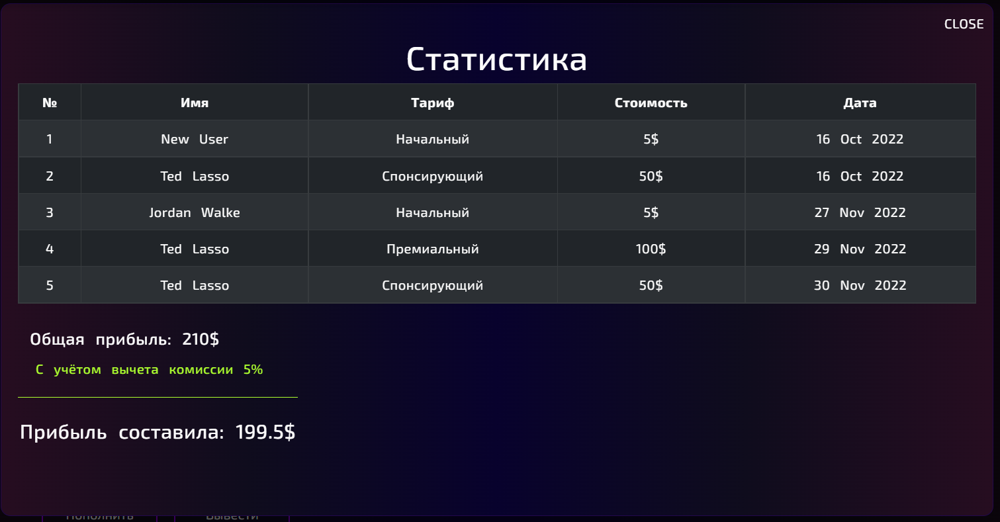 CLOSE
Статистика
№ Имя Тариф Стоимость Дата
1 New User Начальный 5$ 16 Oct 2022
2 Ted Lasso Спонсирующий 50$ 16 Oct 2022
3 Jordan Walke Начальный 5$ 27 Nov 2022
4 Ted Lasso Премиальный 100$ 29 Nov 2022
5 Ted Lasso Спонсирующий 50$ 30 Nov 2022
Общая прибыль: 210$
С учётом вычета комиссии 5%
Прибыль составила: 199.5$
Пополнить Вывести